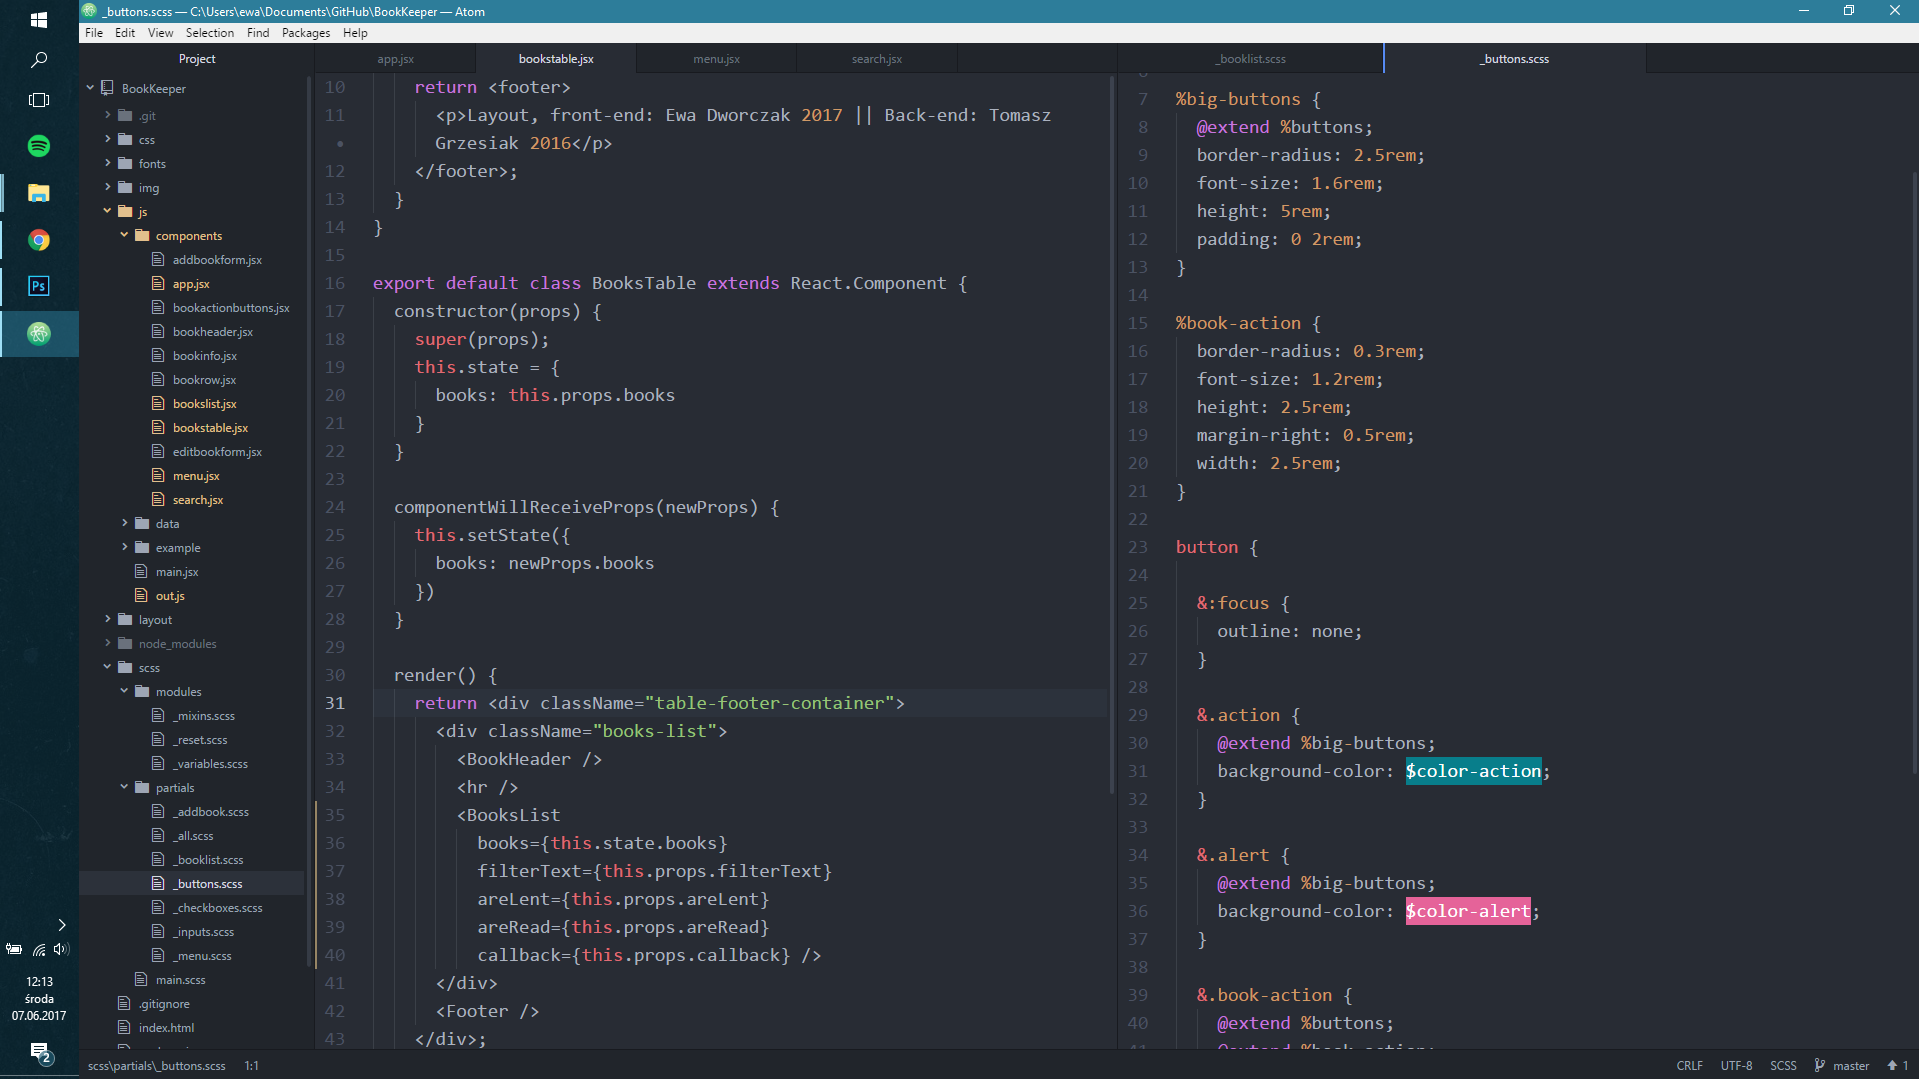 _buttons.scss — C:\Users\ewa\Documents\GitHub\BookKeeper — Atom
File Edit View Selection Find Packages Help
Project
BookKeeper
.git
css
fonts
img
js
components
addbookform.jsx
app.jsx
bookactionbuttons.jsx
bookheader.jsx
bookinfo.jsx
bookrow.jsx
bookslist.jsx
bookstable.jsx
editbookform.jsx
menu.jsx
search.jsx
data
example
main.jsx
out.js
layout
node_modules
scss
modules
_mixins.scss
_reset.scss
_variables.scss
partials
_addbook.scss
_all.scss
_booklist.scss
_buttons.scss
_checkboxes.scss
_inputs.scss
_menu.scss
main.scss
.gitignore
index.html
app.jsx bookstable.jsx menu.jsx search.jsx
10 return <footer>
11 <p>Layout, front-end: Ewa Dworczak 2017 || Back-end: Tomasz
• Grzesiak 2016</p>
12 </footer>;
13 }
14 }
15
16 export default class BooksTable extends React.Component {
17 constructor(props) {
18 super(props);
19 this.state = {
20 books: this.props.books
21 }
22 }
23
24 componentWillReceiveProps(newProps) {
25 this.setState({
26 books: newProps.books
27 })
28 }
29
30 render() {
31 return <div className="table-footer-container">
32 <div className="books-list">
33 <BookHeader />
34 <hr />
35 <BooksList
36 books={this.state.books}
37 filterText={this.props.filterText}
38 areLent={this.props.areLent}
39 areRead={this.props.areRead}
40 callback={this.props.callback} />
41 </div>
42 <Footer />
43 </div>;
_booklist.scss _buttons.scss
7 %big-buttons {
8 @extend %buttons;
9 border-radius: 2.5rem;
10 font-size: 1.6rem;
11 height: 5rem;
12 padding: 0 2rem;
13 }
14
15 %book-action {
16 border-radius: 0.3rem;
17 font-size: 1.2rem;
18 height: 2.5rem;
19 margin-right: 0.5rem;
20 width: 2.5rem;
21 }
22
23 button {
24
25 &:focus {
26 outline: none;
27 }
28
29 &.action {
30 @extend %big-buttons;
31 background-color: $color-action;
32 }
33
34 &.alert {
35 @extend %big-buttons;
36 background-color: $color-alert;
37 }
38
39 &.book-action {
40 @extend %buttons;
Ps
12:13
środa
07.06.2017
2
scss\partials\_buttons.scss 1:1
CRLF UTF-8 SCSS master 1